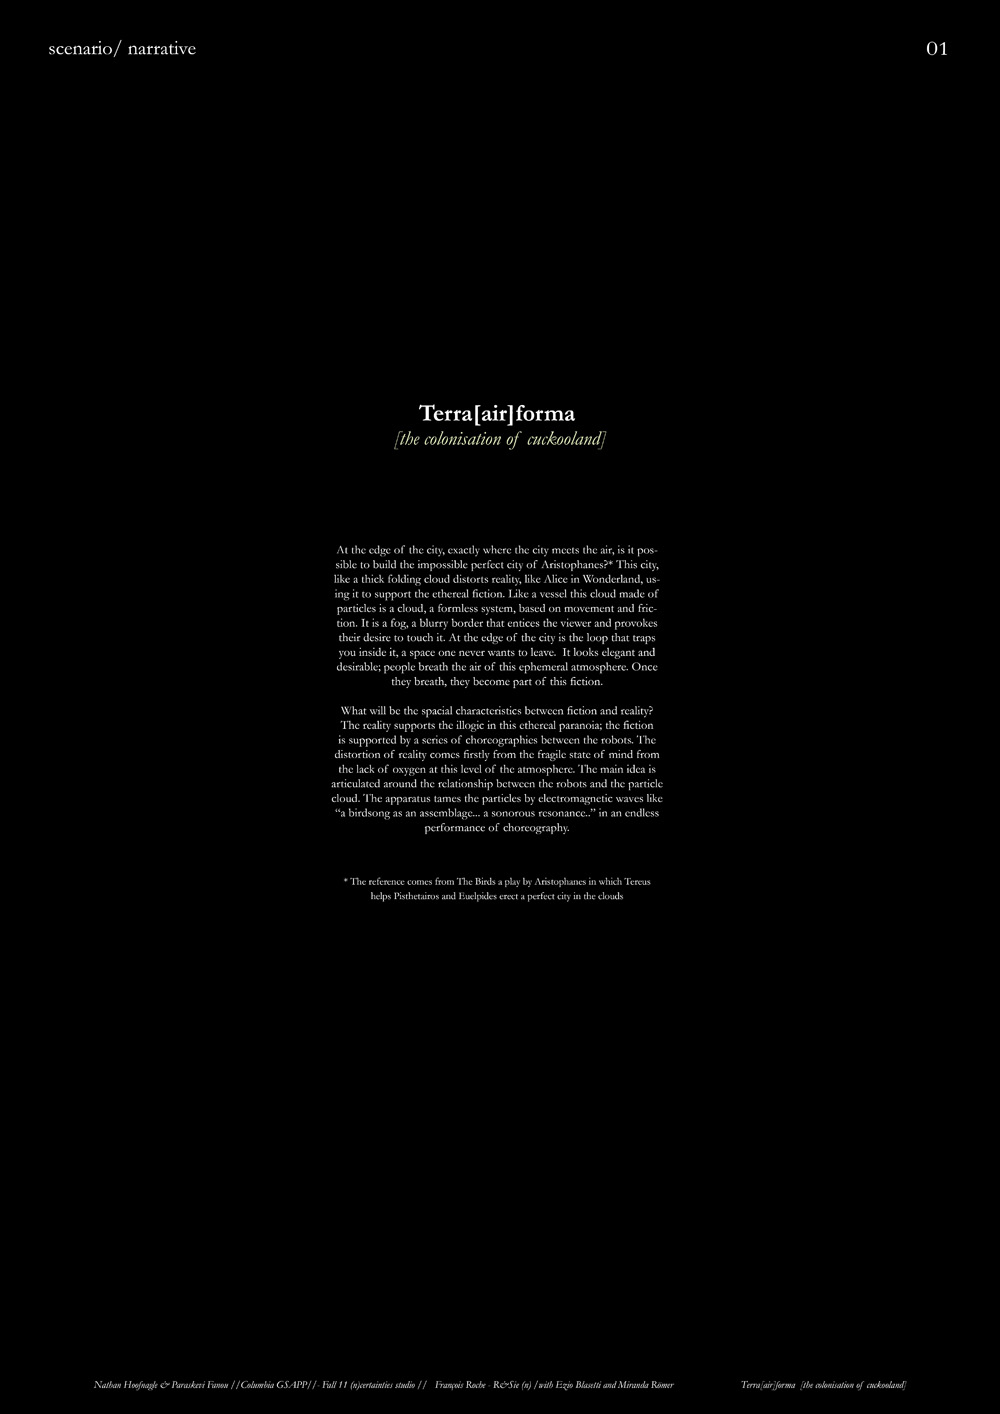 scenario/ narrative
01
Terra[air]forma
[the colonisation of cuckooland]
At the edge of the city, exactly where the city meets the air, is it pos-
sible to build the impossible perfect city of Aristophanes?* This city,
like a thick folding cloud distorts reality, like Alice in Wonderland, us-
ing it to support the ethereal fiction. Like a vessel this cloud made of
particles is a cloud, a formless system, based on movement and fric-
tion. It is a fog, a blurry border that entices the viewer and provokes
their desire to touch it. At the edge of the city is the loop that traps
you inside it, a space one never wants to leave. It looks elegant and
desirable; people breath the air of this ephemeral atmosphere. Once
they breath, they become part of this fiction.
What will be the spacial characteristics between fiction and reality?
The reality supports the illogic in this ethereal paranoia; the fiction
is supported by a series of choreographies between the robots. The
distortion of reality comes firstly from the fragile state of mind from
the lack of oxygen at this level of the atmosphere. The main idea is
articulated around the relationship between the robots and the particle
cloud. The apparatus tames the particles by electromagnetic waves like
“a birdsong as an assemblage... a sonorous resonance..” in an endless
performance of choreography.
* The reference comes from The Birds a play by Aristophanes in which Tereus
helps Pisthetairos and Euelpides erect a perfect city in the clouds
Nathan Hoofnagle & Paraskevi Fanou //Columbia GSAPP//- Fall 11 (n)certainties studio // François Roche - R&Sie (n) /with Ezio Blasetti and Miranda Römer
Terra[air]forma [the colonisation of cuckooland]